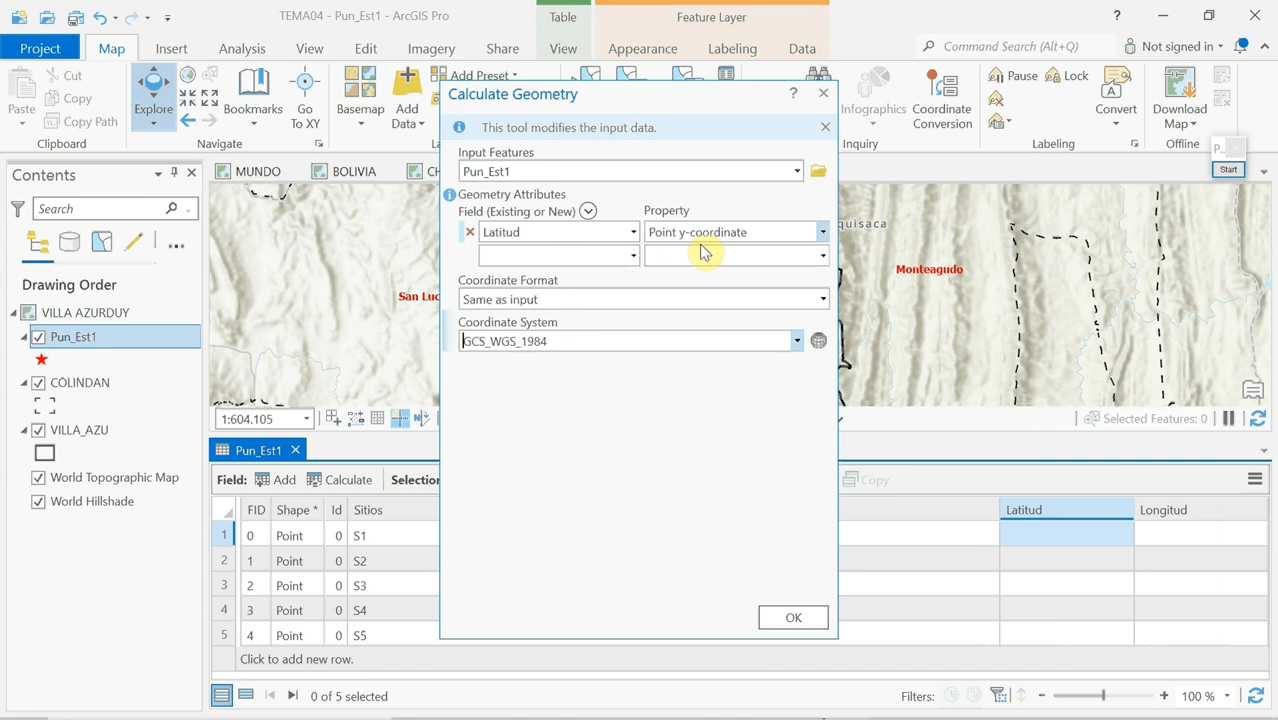 TEMA04 - Pun_Est1 - ArcGIS Pro
Table
Feature Layer
?
Project
Map
Insert
Analysis
View
Edit
Imagery
Share
View
Appearance
Labeling
Data
Command Search (Alt+Q)
Not signed in
Paste
Cut
Copy
Copy Path
Clipboard
Explore
Bookmarks
Go To XY
Navigate
Basemap
Add Data
Add Preset
Infographics
Coordinate Conversion
Inquiry
Pause
Lock
Convert
Labeling
Download Map
Offline
Calculate Geometry
?
This tool modifies the input data.
Input Features
Pun_Est1
Geometry Attributes
Field (Existing or New)
Property
Latitud
Point y-coordinate
Coordinate Format
Same as input
Coordinate System
GCS_WGS_1984
OK
Contents
Search
Drawing Order
VILLA AZURDUY
Pun_Est1
COLINDAN
VILLA_AZU
World Topographic Map
World Hillshade
MUNDO
BOLIVIA
CH
San Luc
quisaca
Monteagudo
P...
Start
1:604.105
Selected Features: 0
Pun_Est1
Field:
Add
Calculate
Selection
Copy
FID
Shape *
Id
Sitios
Latitud
Longitud
1 0 Point 0 S1
2 1 Point 0 S2
3 2 Point 0 S3
4 3 Point 0 S4
5 4 Point 0 S5
Click to add new row.
0 of 5 selected
Filters:
100 %